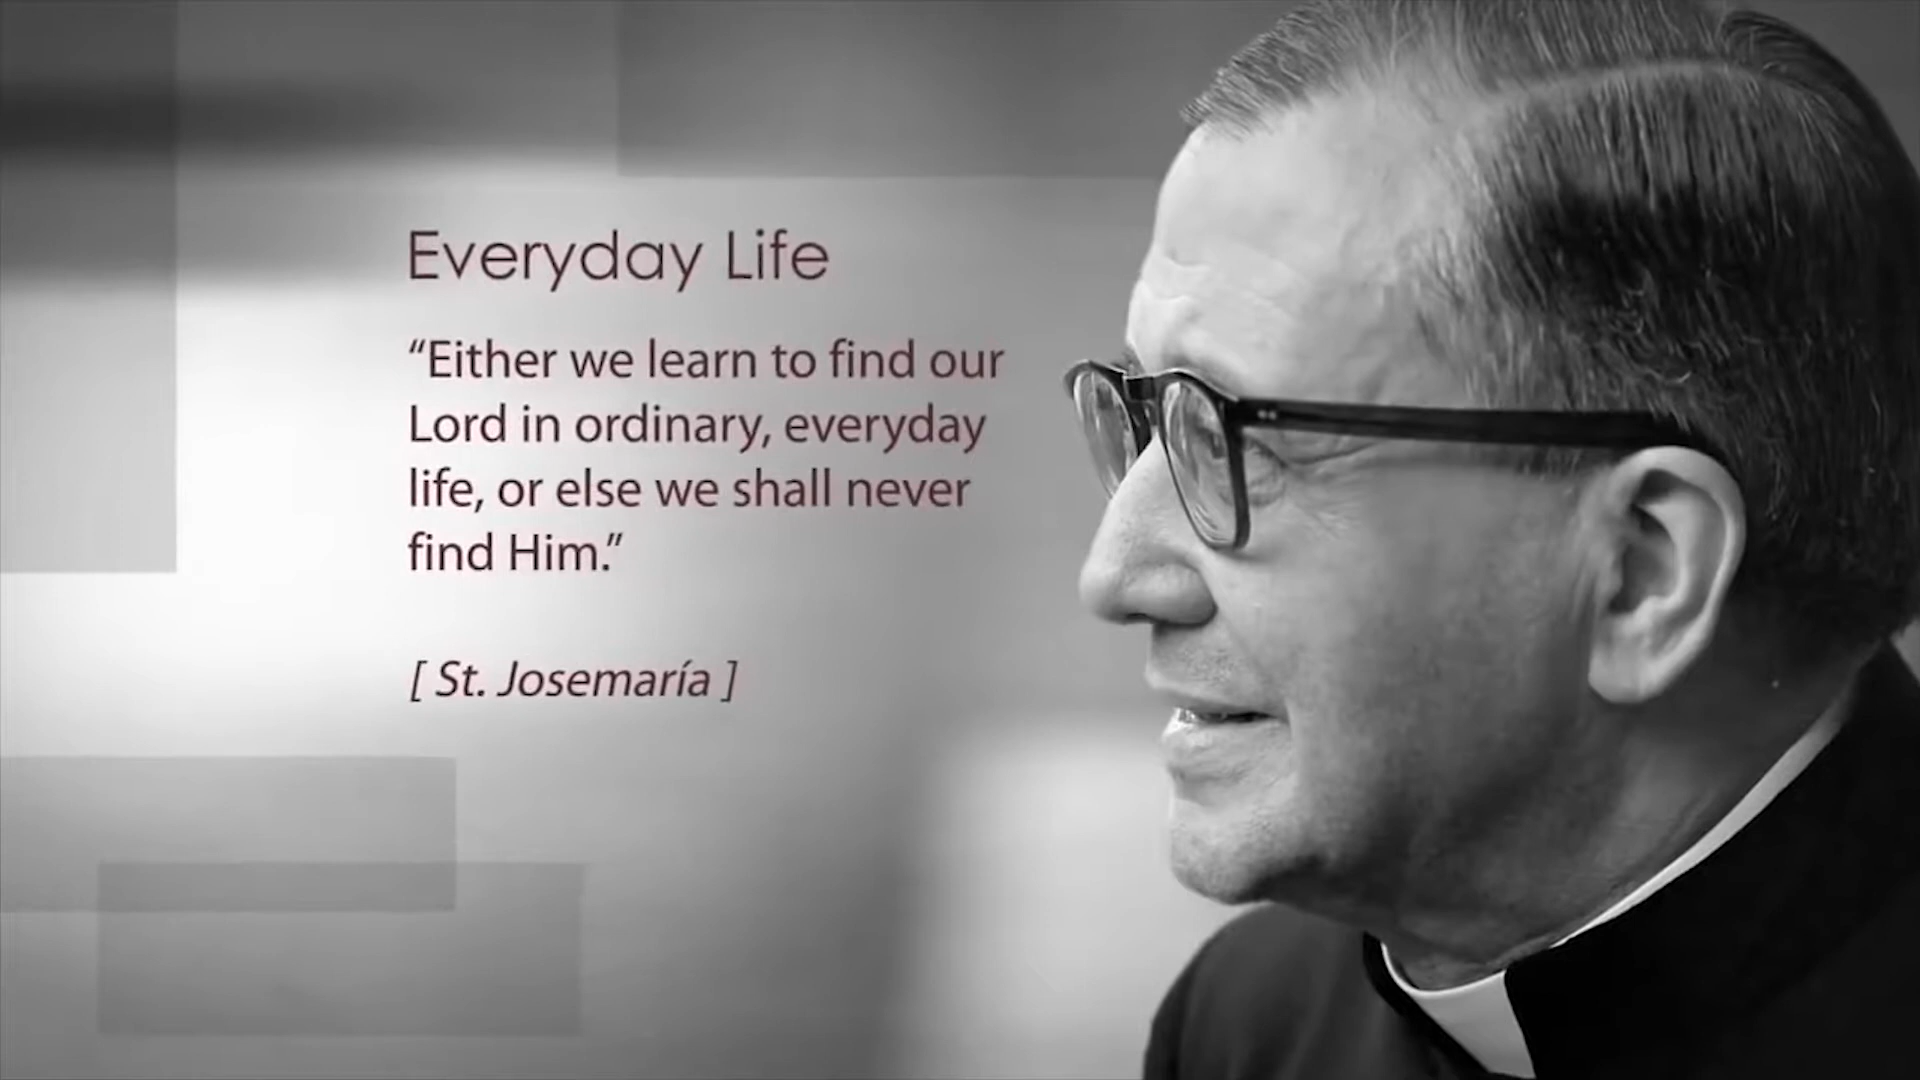 Everyday Life
“Either we learn to find our
Lord in ordinary, everyday
life, or else we shall never
find Him.”
[ St. Josemaría ]